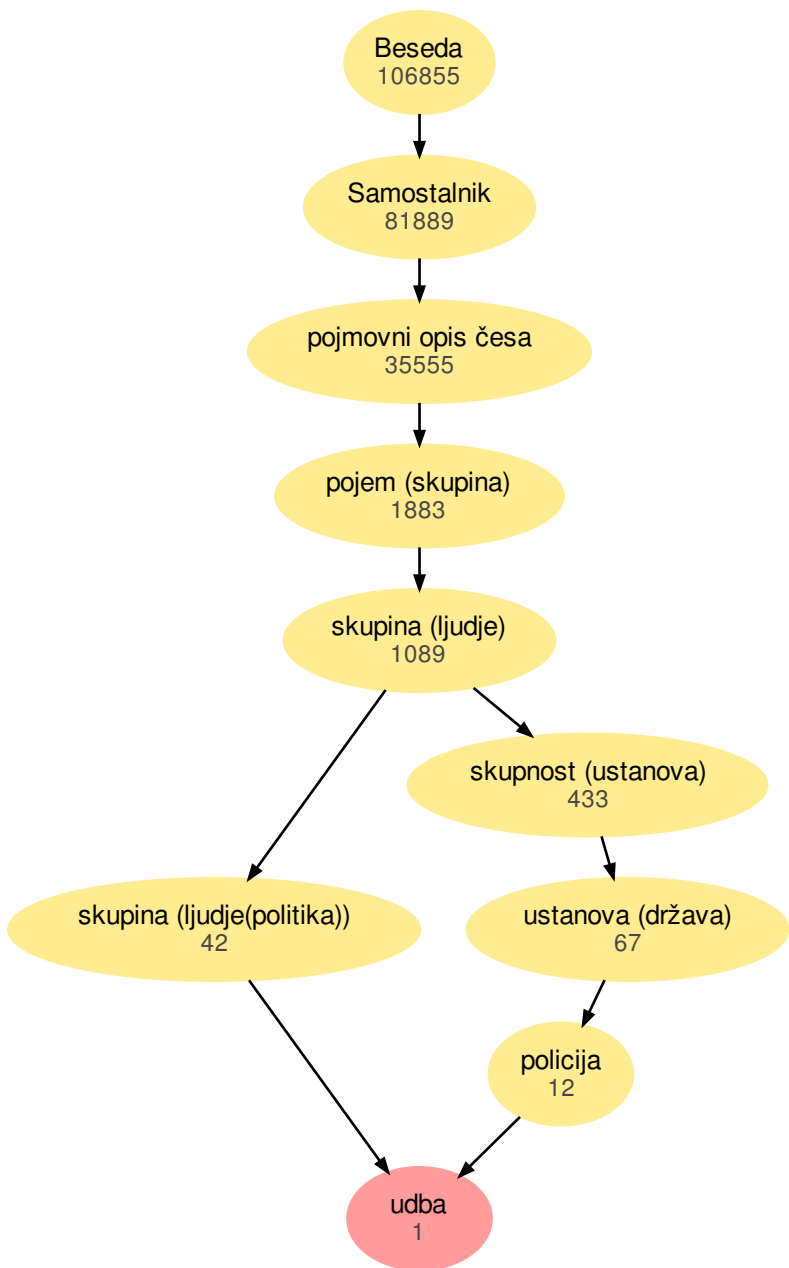 Beseda
106855
Samostalnik
81889
pojmovni opis česa
35555
pojem (skupina)
1883
skupina (ljudje)
1089
skupnost (ustanova)
433
skupina (ljudje(politika))
42
ustanova (država)
67
policija
12
udba
1